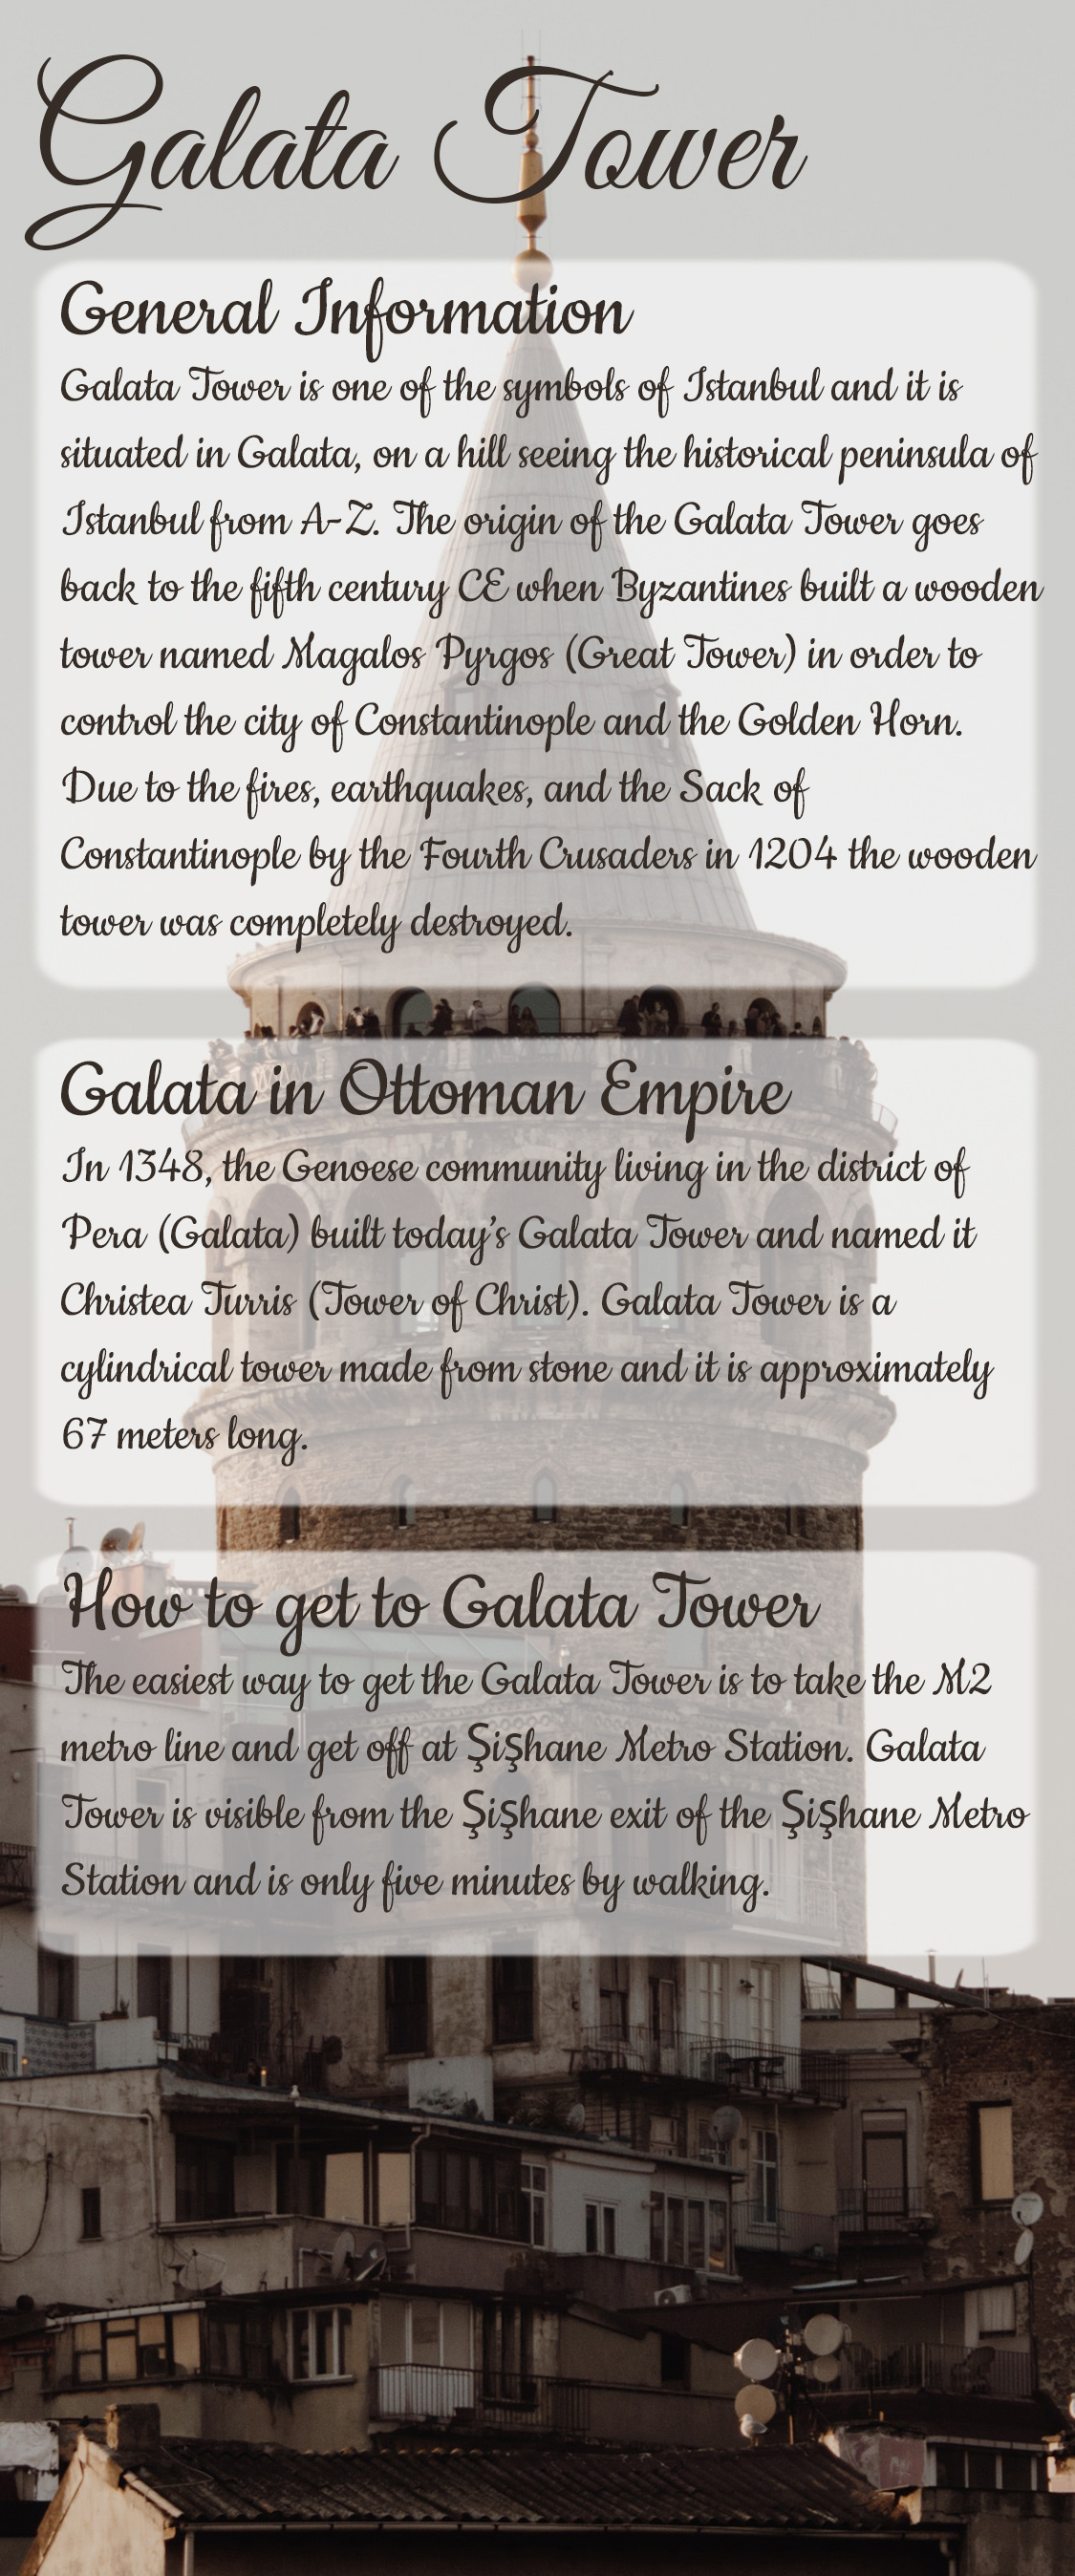 Galata Tower
General Information
Galata Tower is one of the symbols of Istanbul and it is
situated in Galata, on a hill seeing the historical peninsula of
Istanbul from A-Z. The origin of the Galata Tower goes
back to the fifth century CE when Byzantines built a wooden
tower named Magalos Pyrgos (Great Tower) in order to
control the city of Constantinople and the Golden Horn.
Due to the fires, earthquakes, and the Sack of
Constantinople by the Fourth Crusaders in 1204 the wooden
tower was completely destroyed.
Galata in Ottoman Empire
In 1348, the Genoese community living in the district of
Pera (Galata) built today's Galata Tower and named it
Christea Turris (Tower of Christ). Galata Tower is a
cylindrical tower made from stone and it is approximately
67 meters long.
How to get to Galata Tower
The easiest way to get the Galata Tower is to take the M2
metro line and get off at Şişhane Metro Station. Galata
Tower is visible from the Şişhane exit of the Şişhane Metro
Station and is only five minutes by walking.